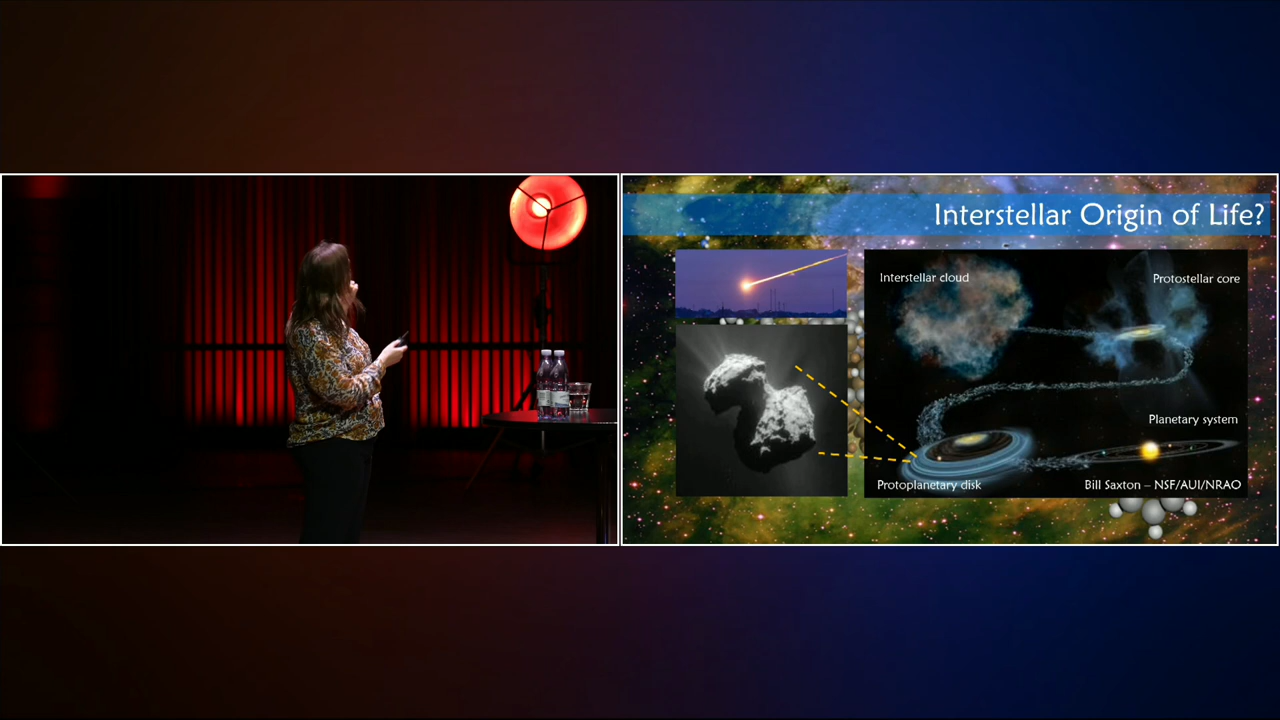 Interstellar Origin of Life?
Interstellar cloud
Protostellar core
Planetary system
Protoplanetary disk
Bill Saxton – NSF/AUI/NRAO